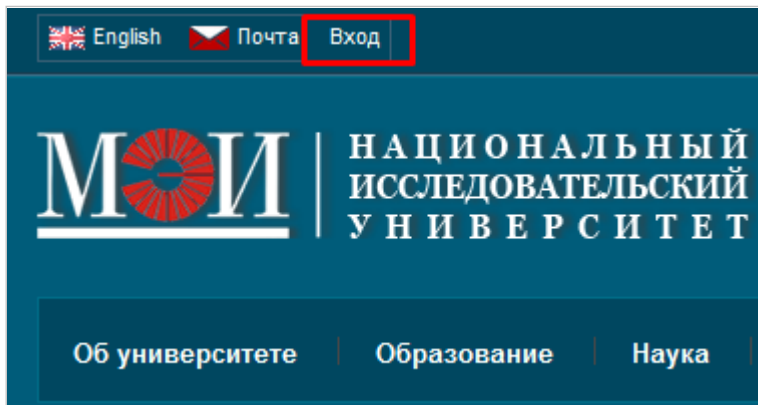 English Почта Вход
МЭИ
НАЦИОНАЛЬНЫЙ
ИССЛЕДОВАТЕЛЬСКИЙ
УНИВЕРСИТЕТ
Об университете Образование Наука